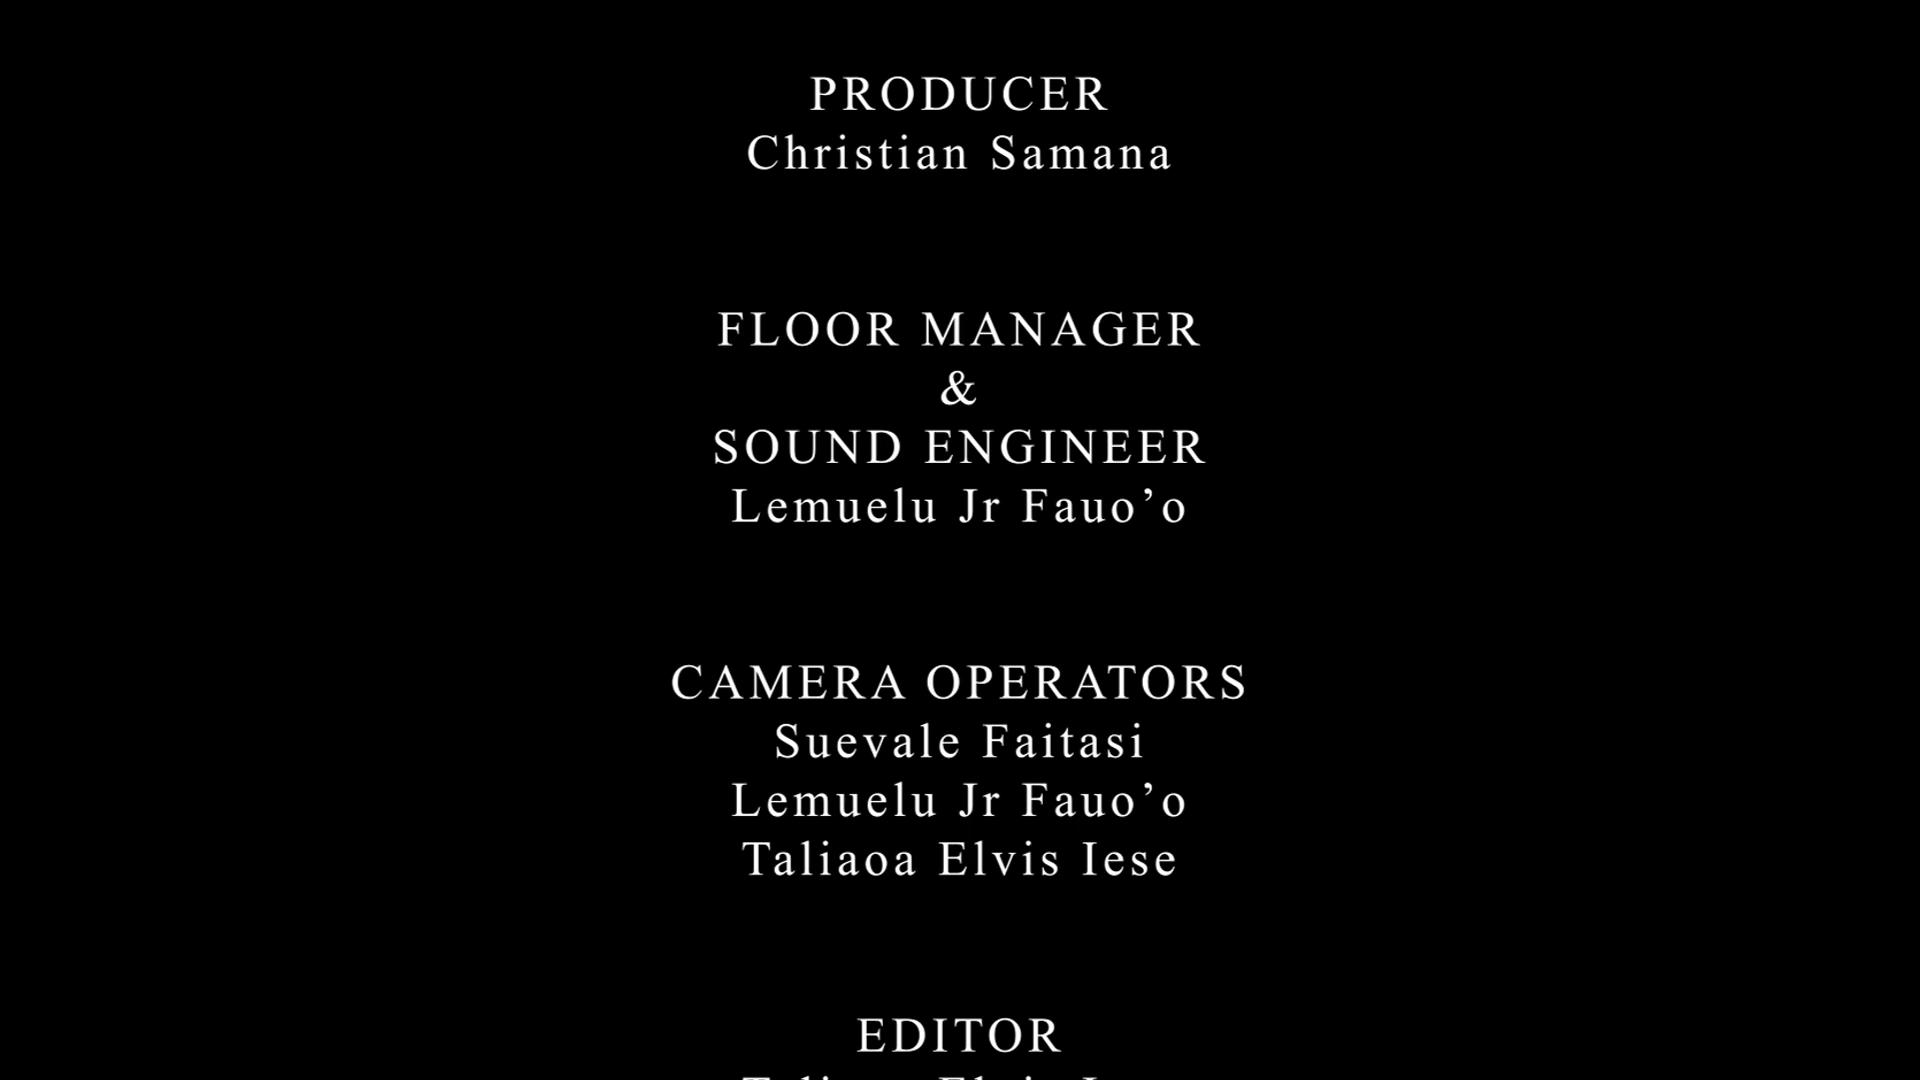 PRODUCER
Christian Samana
FLOOR MANAGER
&
SOUND ENGINEER
Lemuelu Jr Fauo’o
CAMERA OPERATORS
Suevale Faitasi
Lemuelu Jr Fauo’o
Taliaoa Elvis Iese
EDITOR